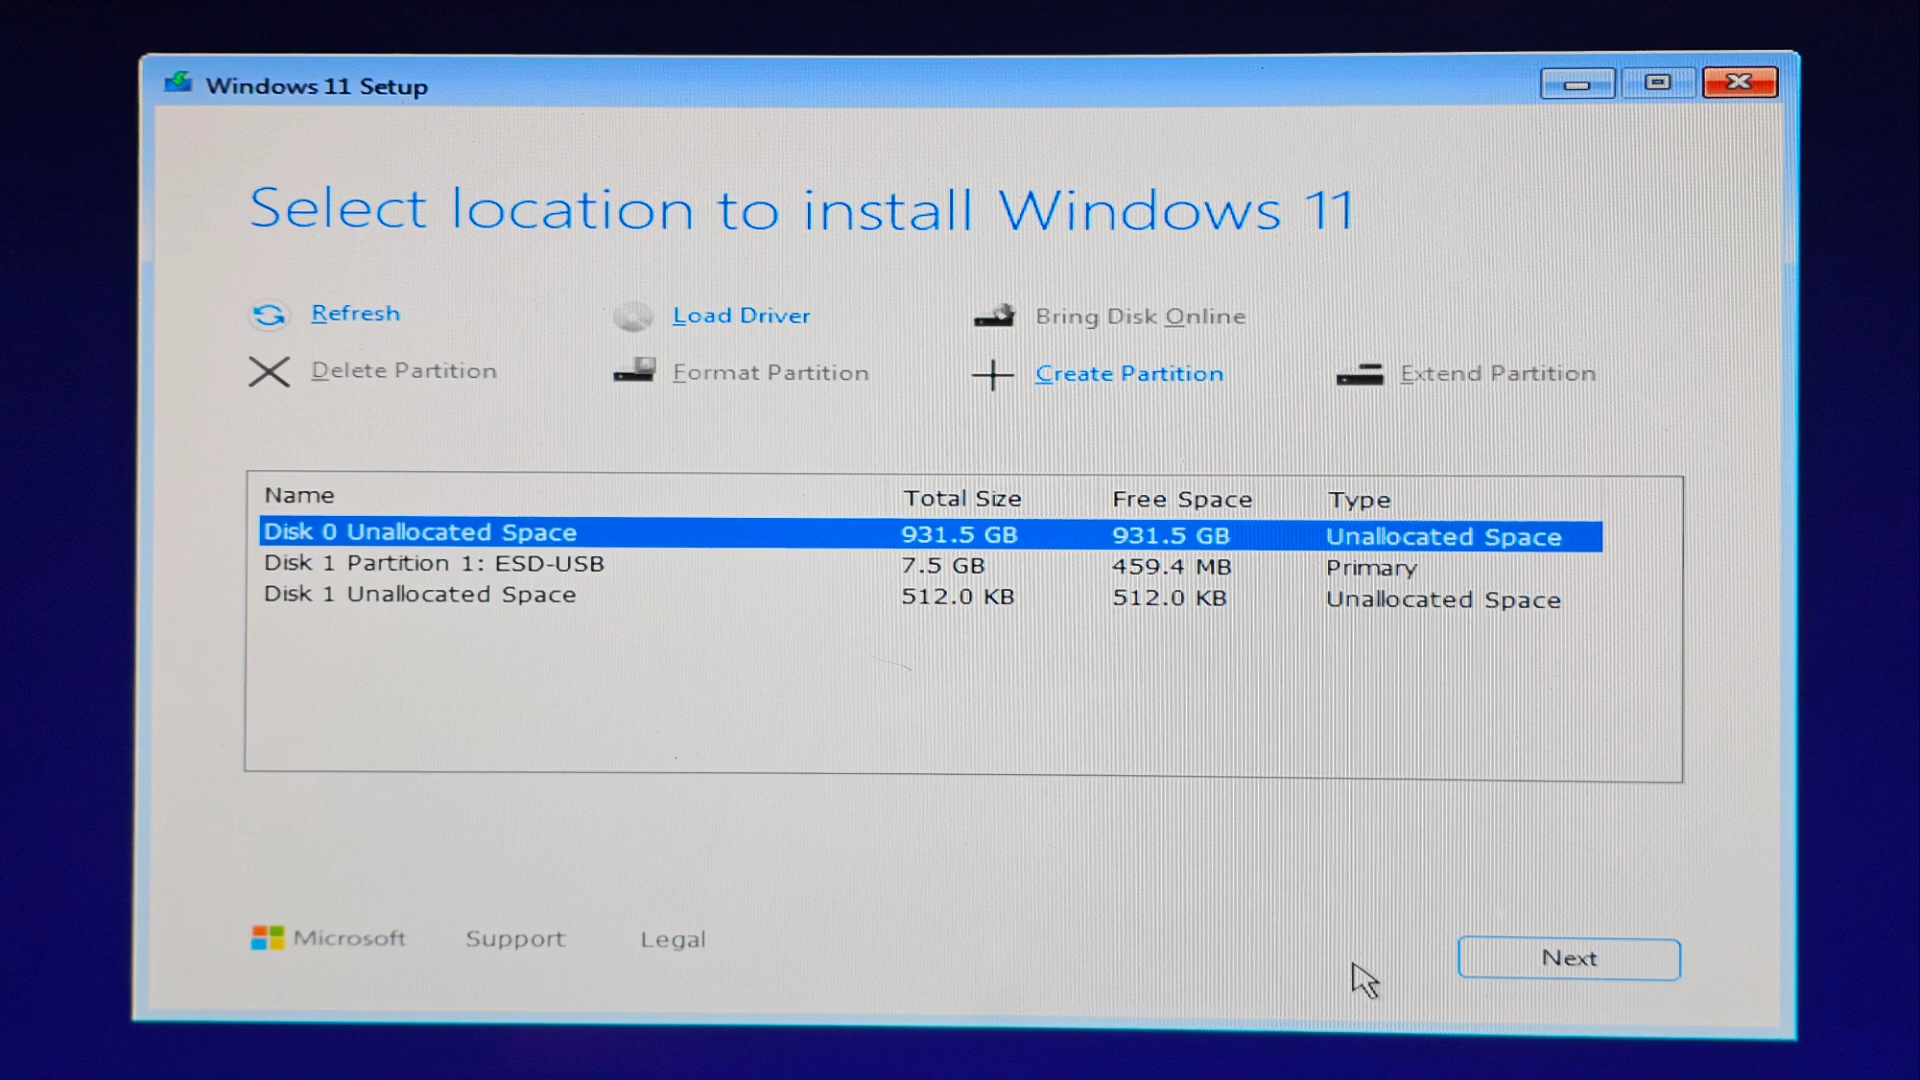 Windows 11 Setup
Select location to install Windows 11
Refresh
Load Driver
Bring Disk Online
Delete Partition
Format Partition
Create Partition
Extend Partition
Name Total Size Free Space Type
Disk 0 Unallocated Space 931.5 GB 931.5 GB Unallocated Space
Disk 1 Partition 1: ESD-USB 7.5 GB 459.4 MB Primary
Disk 1 Unallocated Space 512.0 KB 512.0 KB Unallocated Space
Microsoft Support Legal
Next